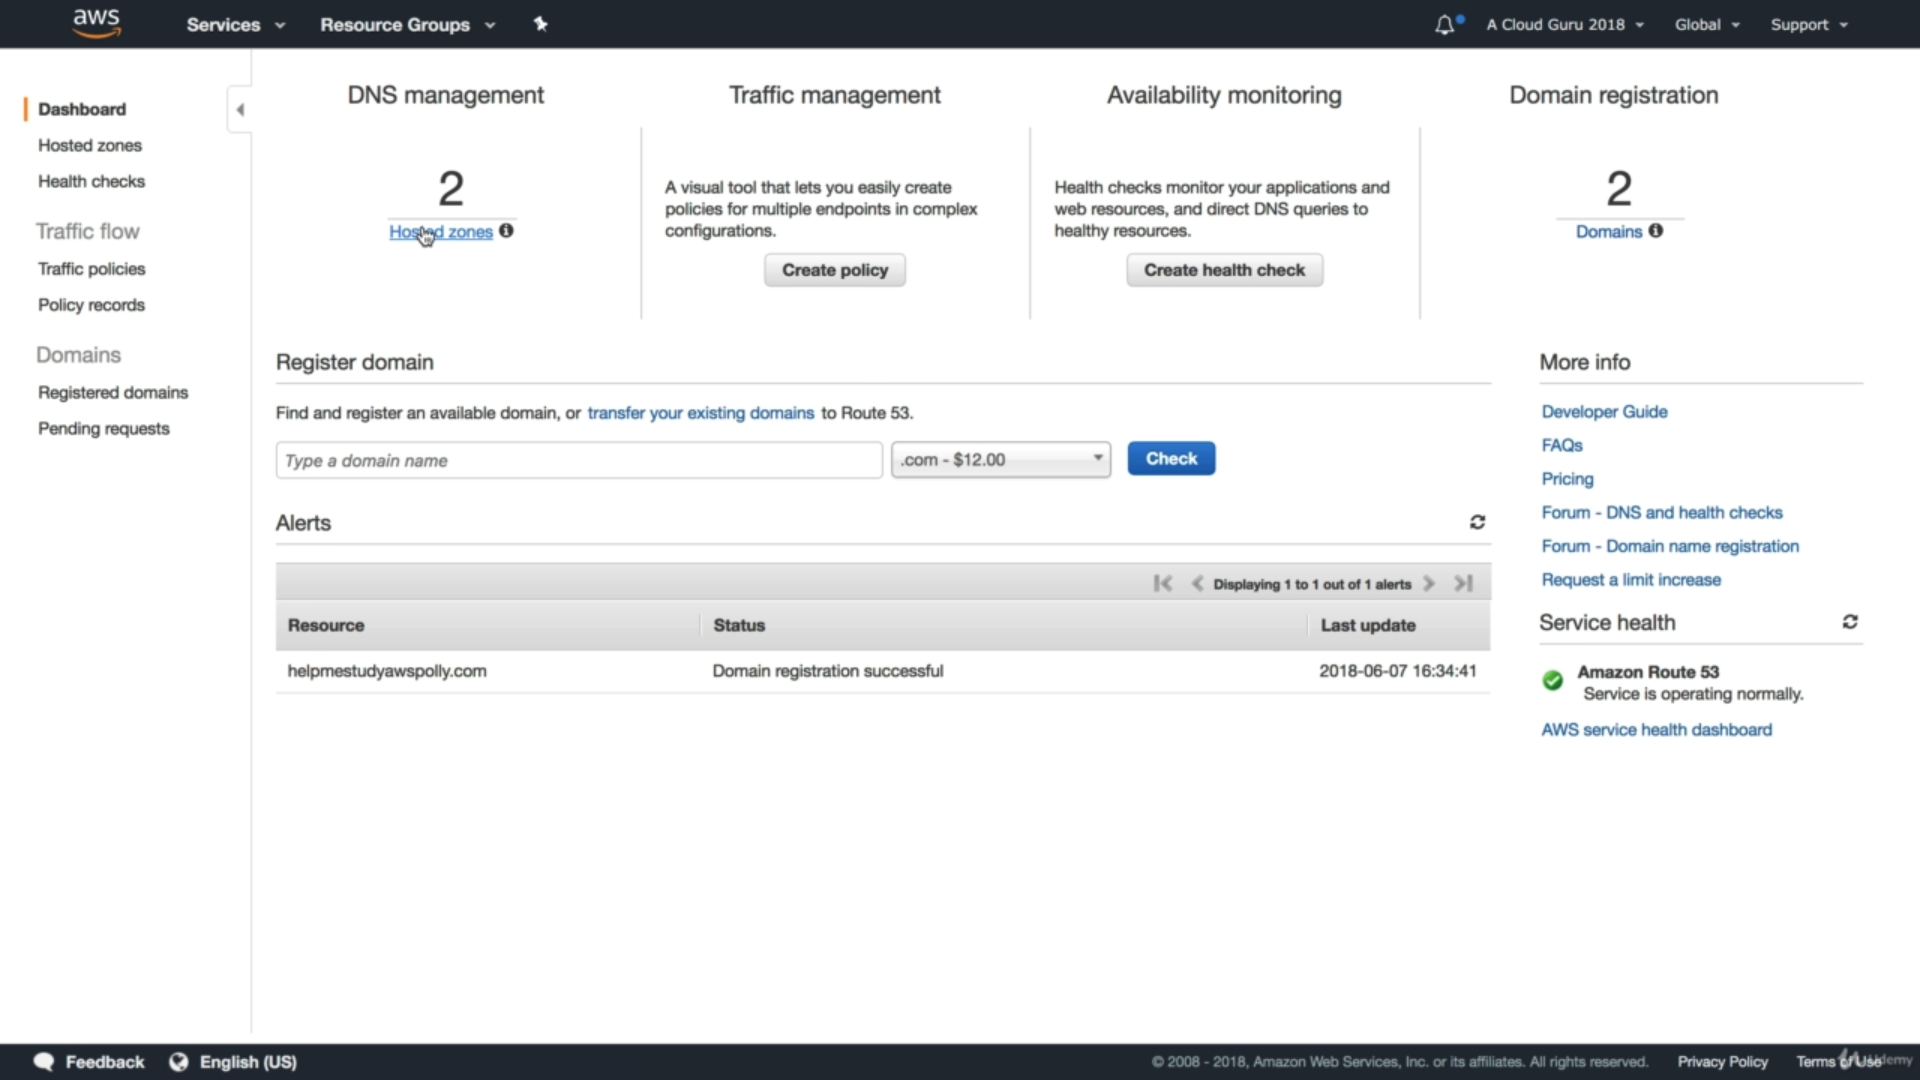 aws Services Resource Groups A Cloud Guru 2018 Global Support
Dashboard
Hosted zones
Health checks
Traffic flow
Traffic policies
Policy records
Domains
Registered domains
Pending requests
DNS management
2
Hosted zones
Traffic management
A visual tool that lets you easily create
policies for multiple endpoints in complex
configurations.
Create policy
Availability monitoring
Health checks monitor your applications and
web resources, and direct DNS queries to
healthy resources.
Create health check
Domain registration
2
Domains
Register domain
Find and register an available domain, or transfer your existing domains to Route 53.
Type a domain name .com - $12.00 Check
Alerts
Displaying 1 to 1 out of 1 alerts
Resource Status Last update
helpmestudyawspolly.com Domain registration successful 2018-06-07 16:34:41
More info
Developer Guide
FAQs
Pricing
Forum - DNS and health checks
Forum - Domain name registration
Request a limit increase
Service health
Amazon Route 53
Service is operating normally.
AWS service health dashboard
Feedback English (US) © 2008 - 2018, Amazon Web Services, Inc. or its affiliates. All rights reserved. Privacy Policy Terms of Use